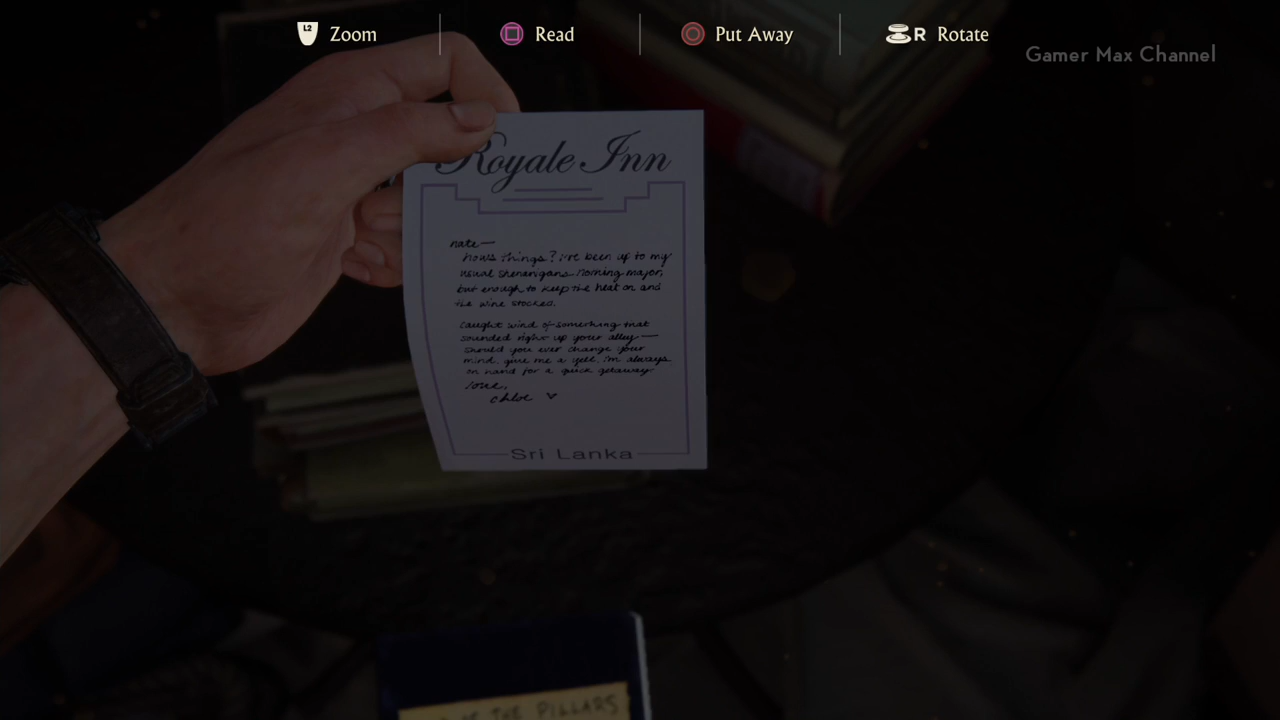 L2 Zoom
Read
Put Away
R Rotate
Gamer Max Channel
Royale Inn
nate—
how's things? i've been up to my
usual shenanigans. nothing major,
but enough to keep the heat on and
the wine stocked.
caught wind of something that
sounded right up your alley—
should you ever change your
mind, give me a yell. i'm always
on hand for a quick getaway
love,
chloe
Sri Lanka
OF THE PILLARS